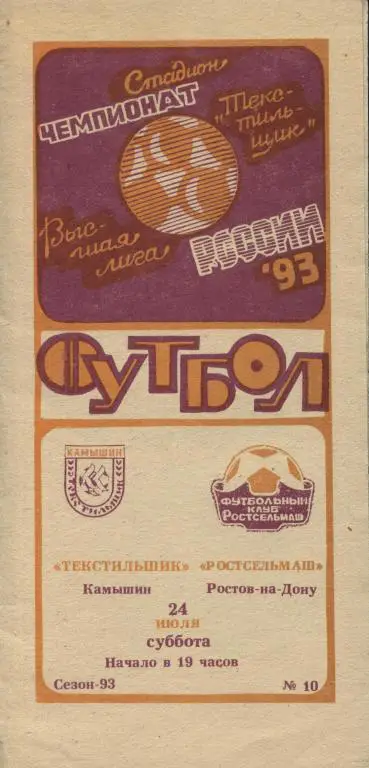 Стадион
ЧЕМПИОНАТ
"Текс-
тиль-
щик"
Выс-
шая
лига
РОССИИ
'93
ФУТБОЛ
КАМЫШИН
ТЕКСТИЛЬЩИК
ФУТБОЛЬНЫЙ
КЛУБ
РОСТСЕЛЬМАШ
«ТЕКСТИЛЬЩИК» «РОСТСЕЛЬМАШ»
Камышин Ростов-на-Дону
24
ИЮЛЯ
суббота
Начало в 19 часов
Сезон-93 № 10